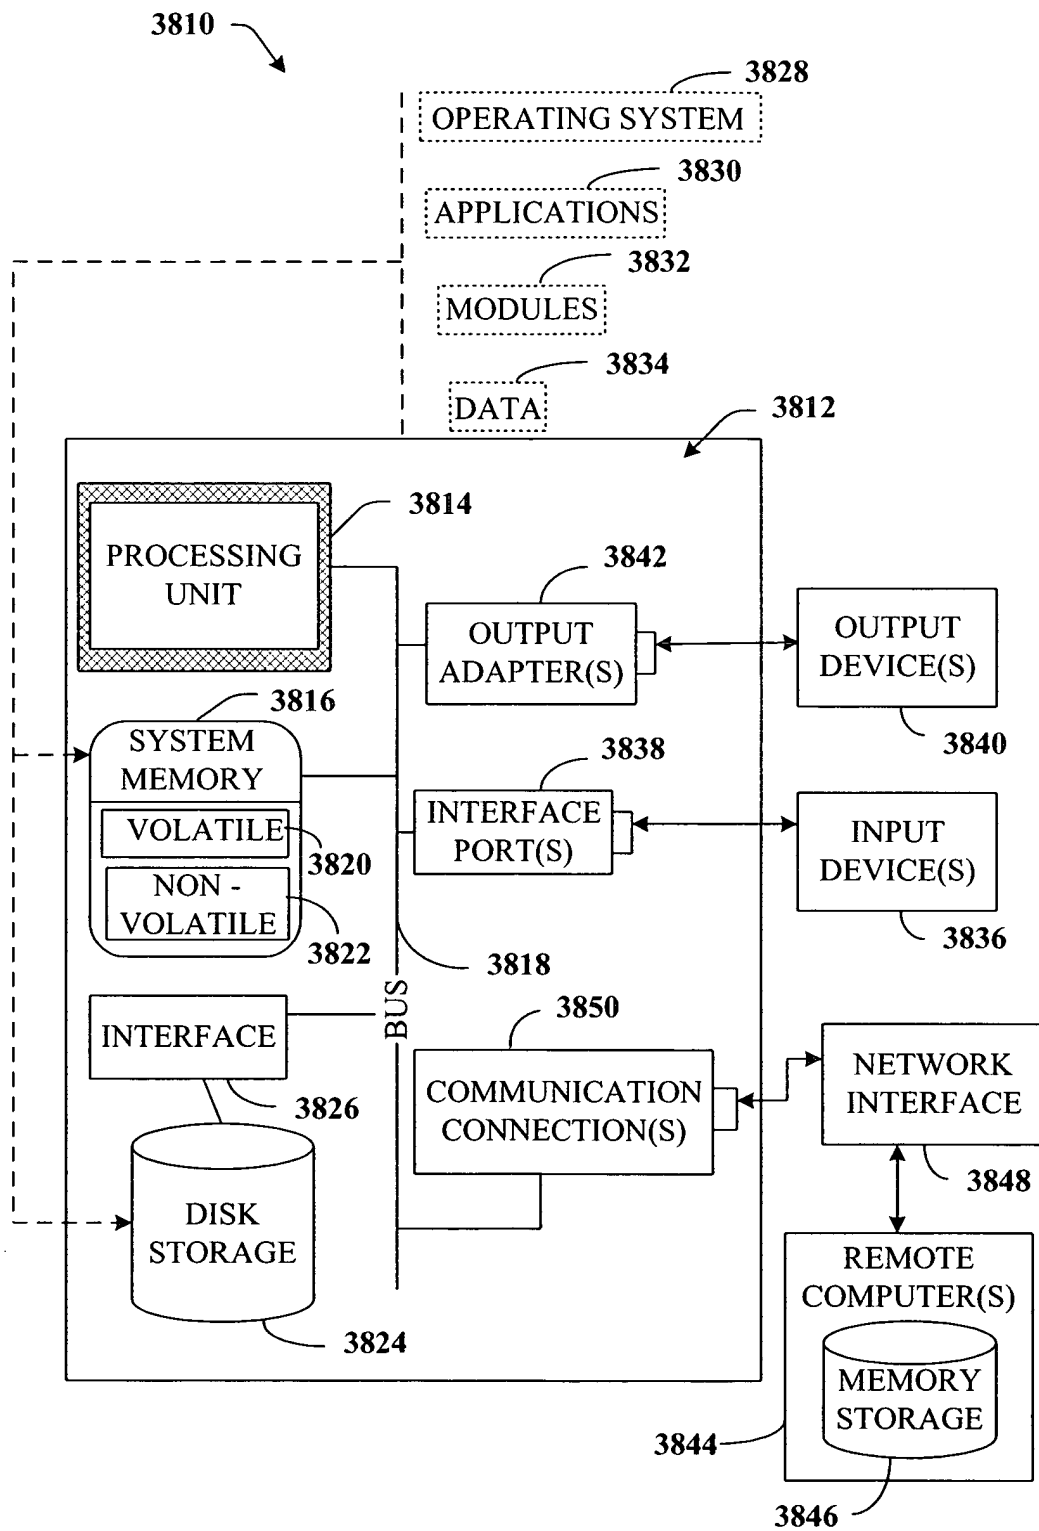 3810
3828
OPERATING SYSTEM
3830
APPLICATIONS
3832
MODULES
3834
DATA
3812
3814
PROCESSING
UNIT
3842
OUTPUT
ADAPTER(S)
OUTPUT
DEVICE(S)
3840
3816
SYSTEM
MEMORY
VOLATILE
3820
NON -
VOLATILE
3822
3838
INTERFACE
PORT(S)
INPUT
DEVICE(S)
3836
3818
BUS
INTERFACE
3826
3850
COMMUNICATION
CONNECTION(S)
NETWORK
INTERFACE
3848
DISK
STORAGE
3824
REMOTE
COMPUTER(S)
MEMORY
STORAGE
3844
3846